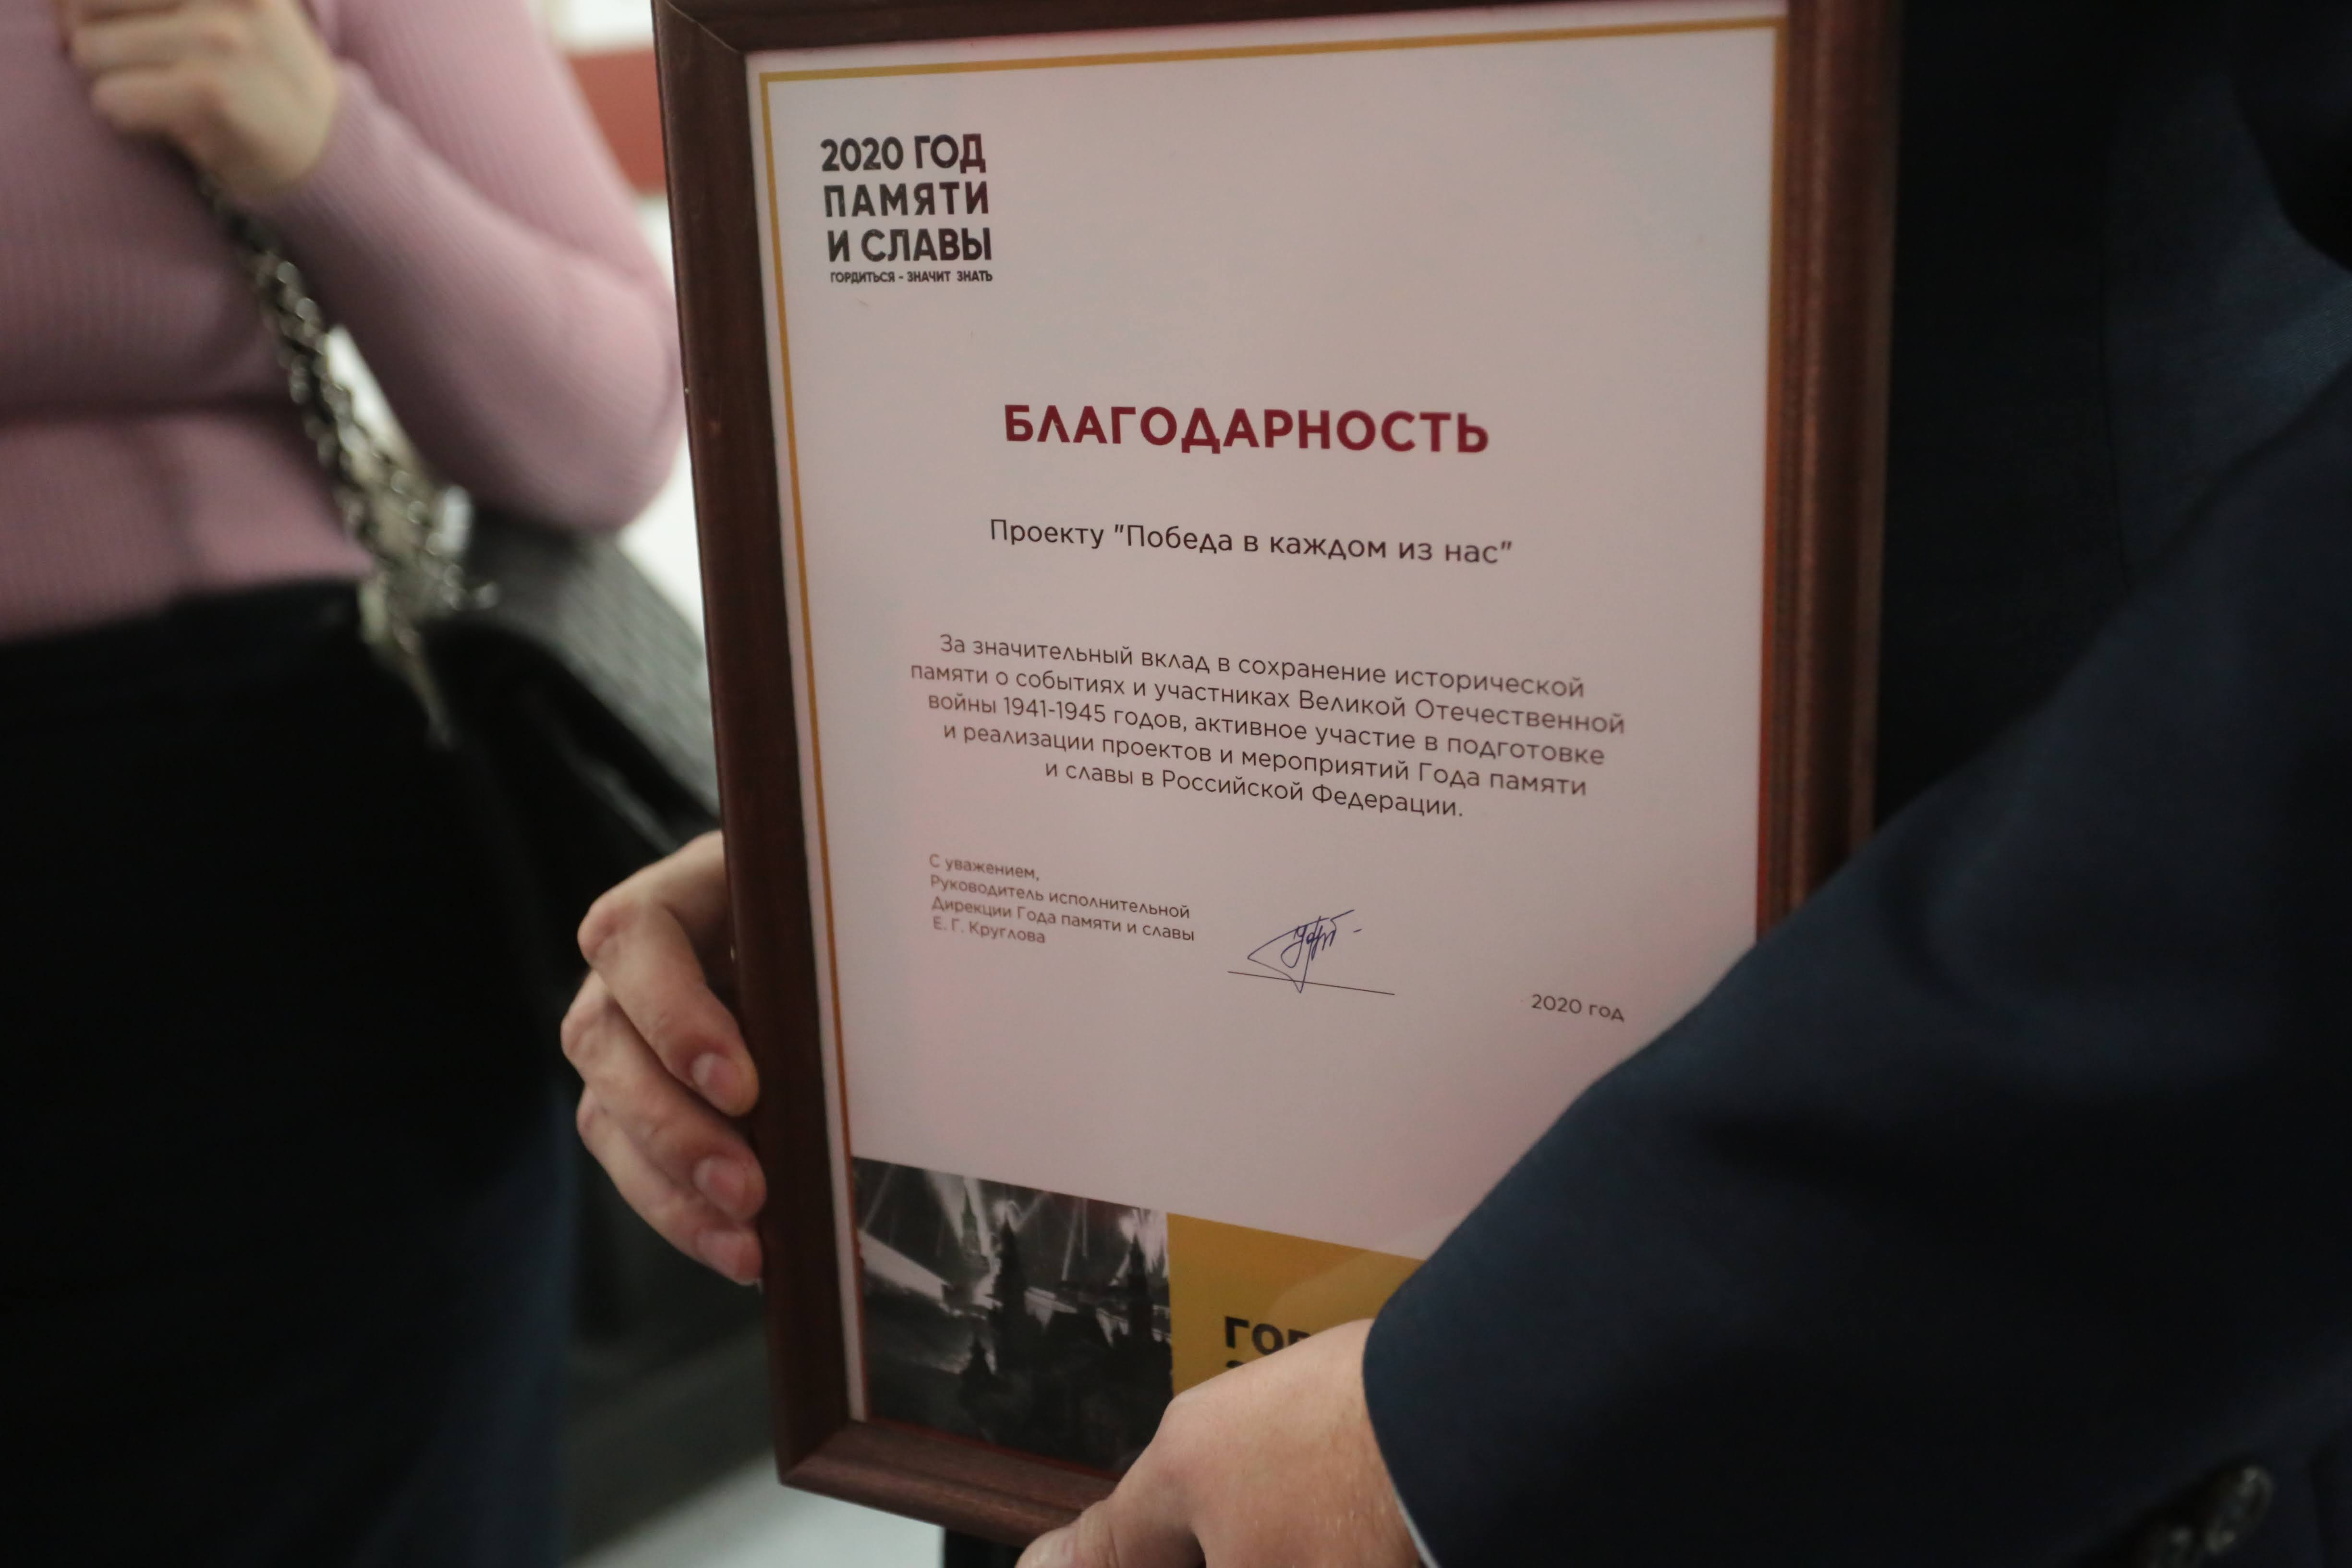 2020 ГОД
ПАМЯТИ
И СЛАВЫ
ГОРДИТЬСЯ - ЗНАЧИТ ЗНАТЬ
БЛАГОДАРНОСТЬ
Проекту "Победа в каждом из нас"
За значительный вклад в сохранение исторической
памяти о событиях и участниках Великой Отечественной
войны 1941-1945 годов, активное участие в подготовке
и реализации проектов и мероприятий Года памяти
и славы в Российской Федерации.
С уважением,
Руководитель исполнительной
Дирекции Года памяти и славы
Е. Г. Круглова
2020 год